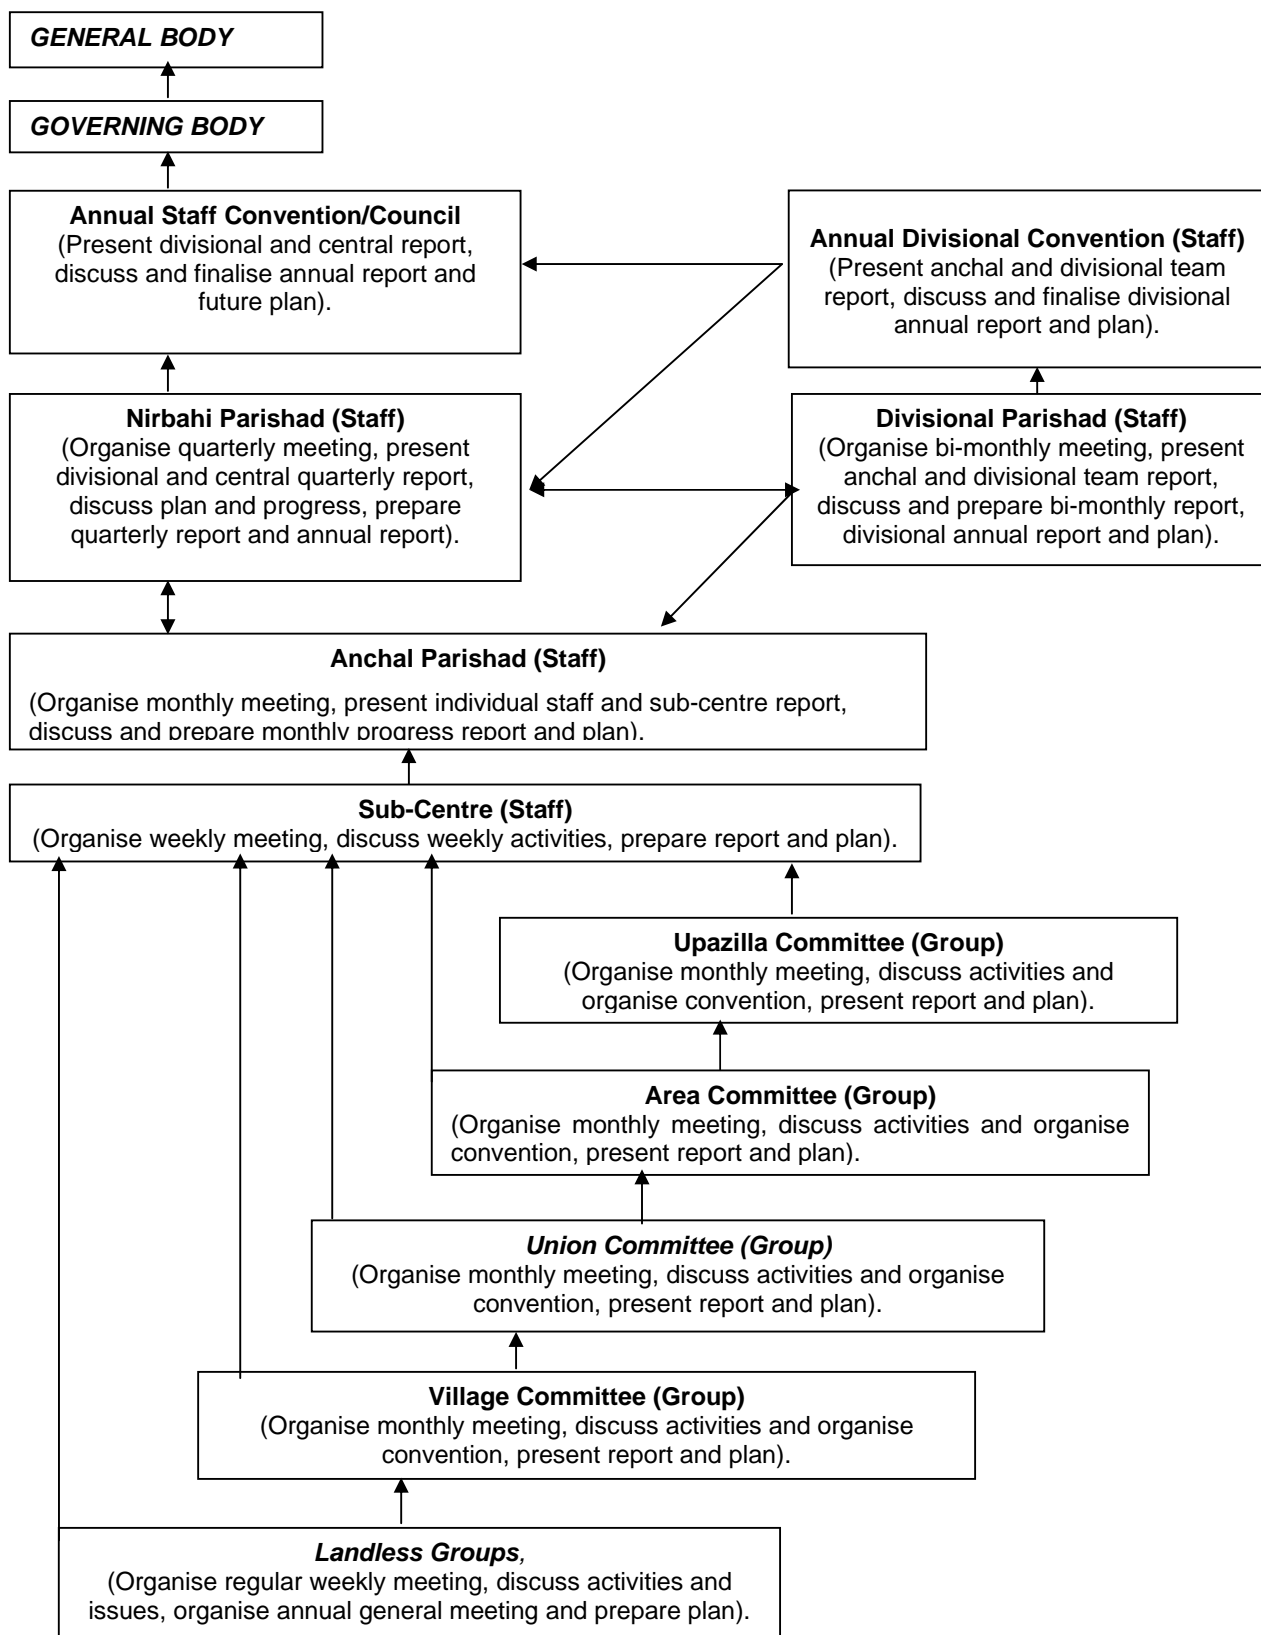 GENERAL BODY
GOVERNING BODY
Annual Staff Convention/Council
(Present divisional and central report,
discuss and finalise annual report and
future plan).
Annual Divisional Convention (Staff)
(Present anchal and divisional team
report, discuss and finalise divisional
annual report and plan).
Nirbahi Parishad (Staff)
(Organise quarterly meeting, present
divisional and central quarterly report,
discuss plan and progress, prepare
quarterly report and annual report).
Divisional Parishad (Staff)
(Organise bi-monthly meeting, present
anchal and divisional team report,
discuss and prepare bi-monthly report,
divisional annual report and plan).
Anchal Parishad (Staff)
(Organise monthly meeting, present individual staff and sub-centre report,
discuss and prepare monthly progress report and plan).
Sub-Centre (Staff)
(Organise weekly meeting, discuss weekly activities, prepare report and plan).
Upazilla Committee (Group)
(Organise monthly meeting, discuss activities and
organise convention, present report and plan).
Area Committee (Group)
(Organise monthly meeting, discuss activities and organise
convention, present report and plan).
Union Committee (Group)
(Organise monthly meeting, discuss activities and organise
convention, present report and plan).
Village Committee (Group)
(Organise monthly meeting, discuss activities and organise
convention, present report and plan).
Landless Groups,
(Organise regular weekly meeting, discuss activities and
issues, organise annual general meeting and prepare plan).